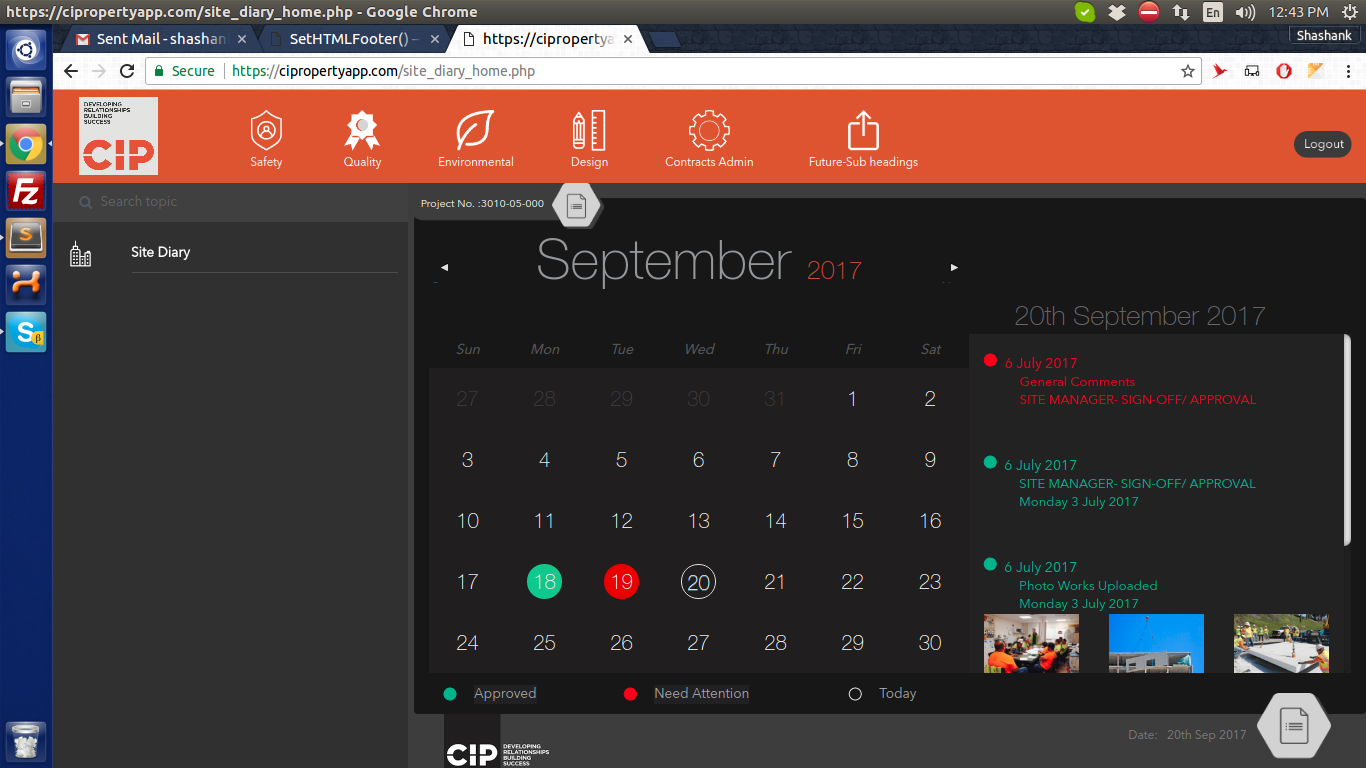 https://cipropertyapp.com/site_diary_home.php - Google Chrome
En
12:43 PM
Sent Mail - shashan
SetHTMLFooter() –
https://cipropertya
Shashank
Secure
https://cipropertyapp.com/site_diary_home.php
DEVELOPING
RELATIONSHIPS
BUILDING
SUCCESS
CIP
Safety
Quality
Environmental
Design
Contracts Admin
Future-Sub headings
Logout
Search topic
Site Diary
Project No. :3010-05-000
September 2017
Sun Mon Tue Wed Thu Fri Sat
27 28 29 30 31 1 2
3 4 5 6 7 8 9
10 11 12 13 14 15 16
17 18 19 20 21 22 23
24 25 26 27 28 29 30
Approved
Need Attention
Today
20th September 2017
6 July 2017
General Comments
SITE MANAGER- SIGN-OFF/ APPROVAL
6 July 2017
SITE MANAGER- SIGN-OFF/ APPROVAL
Monday 3 July 2017
6 July 2017
Photo Works Uploaded
Monday 3 July 2017
CIP
DEVELOPING
RELATIONSHIPS
BUILDING
SUCCESS
Date: 20th Sep 2017
Fz
S
S
β